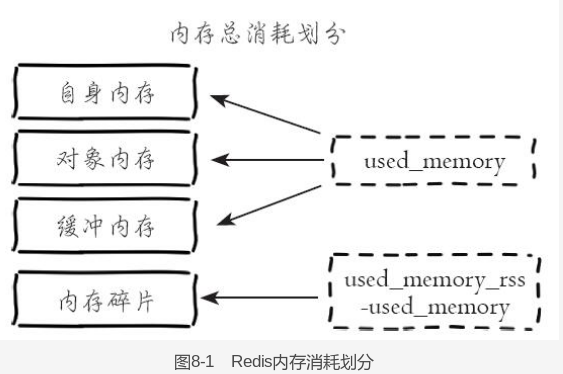 内存总消耗划分
自身内存
对象内存
used_memory
缓冲内存
used_memory_rss
-used_memory
内存碎片
图8-1 Redis内存消耗划分